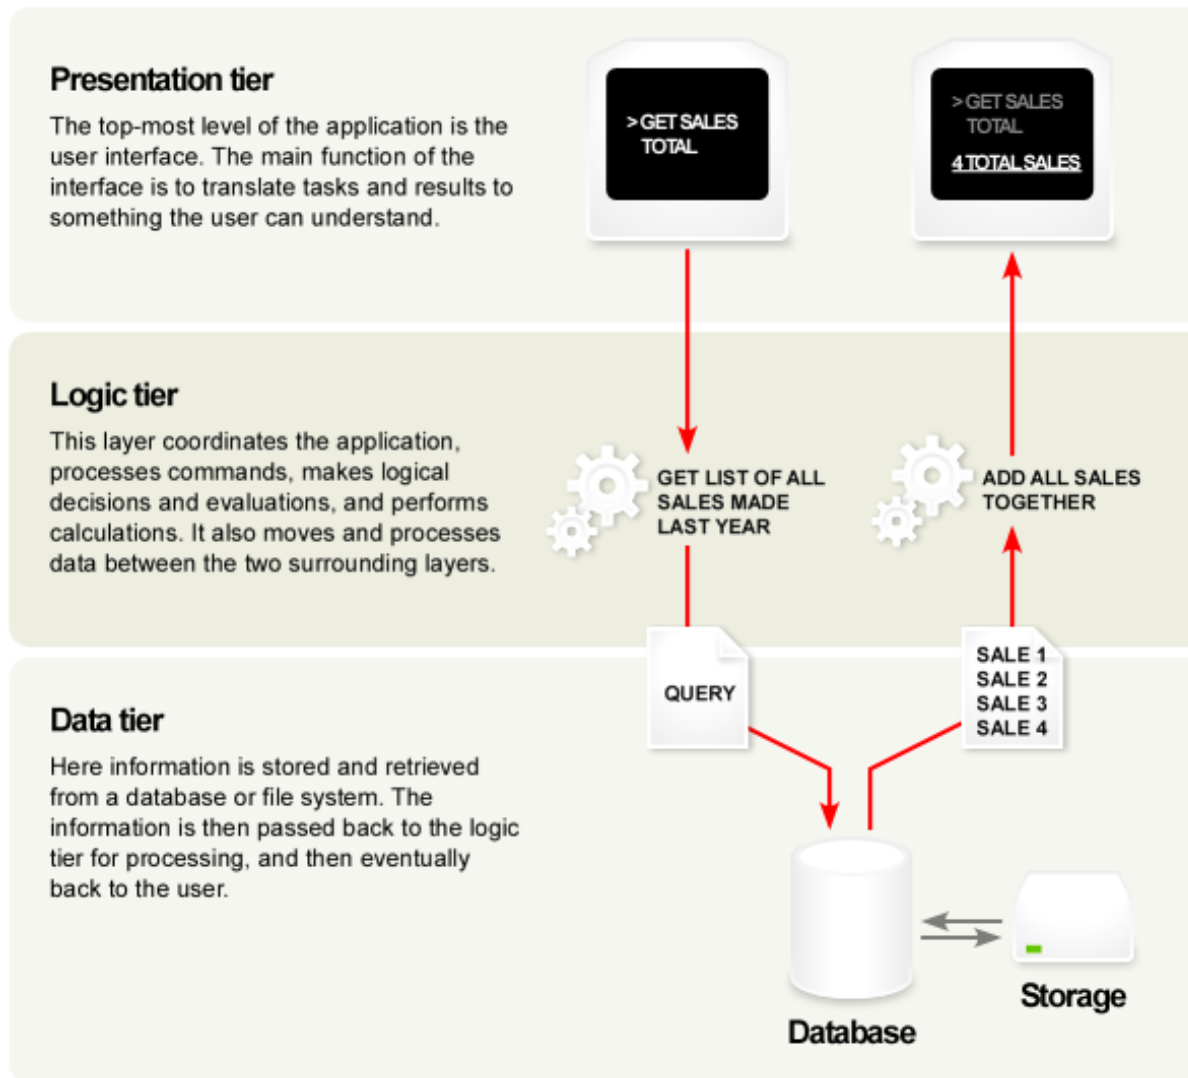 Presentation tier
The top-most level of the application is the
user interface. The main function of the
interface is to translate tasks and results to
something the user can understand.
>GET SALES
TOTAL
>GET SALES
TOTAL
4 TOTAL SALES
Logic tier
This layer coordinates the application,
processes commands, makes logical
decisions and evaluations, and performs
calculations. It also moves and processes
data between the two surrounding layers.
GET LIST OF ALL
SALES MADE
LAST YEAR
ADD ALL SALES
TOGETHER
Data tier
Here information is stored and retrieved
from a database or file system. The
information is then passed back to the logic
tier for processing, and then eventually
back to the user.
QUERY
SALE 1
SALE 2
SALE 3
SALE 4
Database
Storage